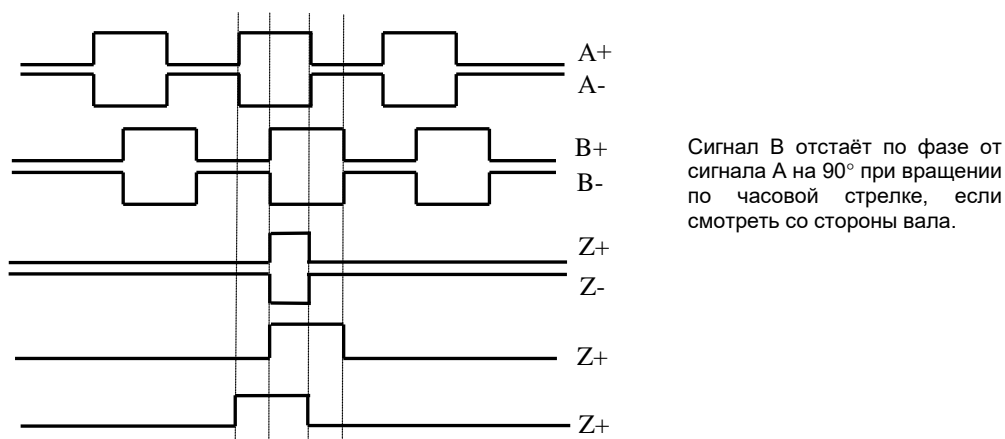 A+
A-
B+
B-
Сигнал В отстаёт по фазе от
сигнала А на 90° при вращении
по часовой стрелке, если
смотреть со стороны вала.
Z+
Z-
Z+
Z+